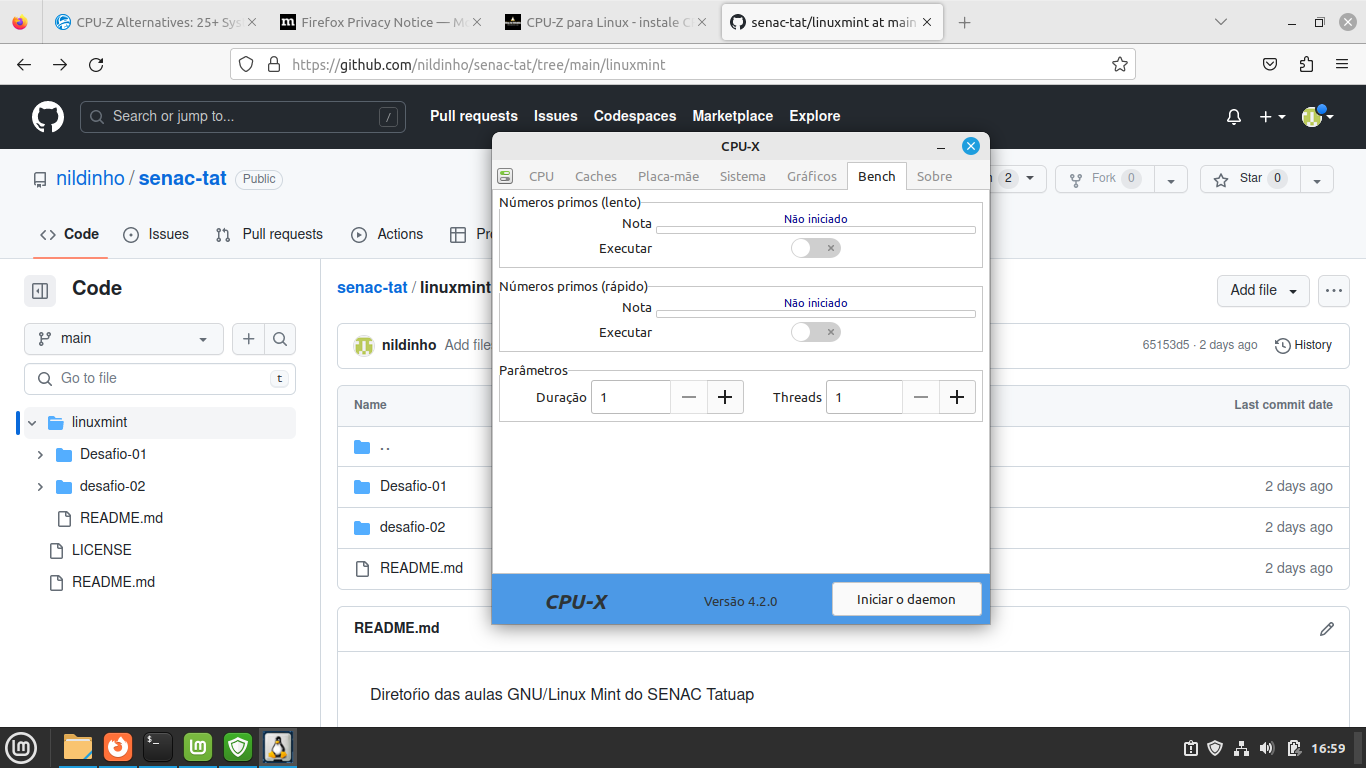 CPU-Z Alternatives: 25+ Sys
Firefox Privacy Notice — Mo
CPU-Z para Linux - instale C
senac-tat/linuxmint at main
https://github.com/nildinho/senac-tat/tree/main/linuxmint
Search or jump to...
/
Pull requests
Issues
Codespaces
Marketplace
Explore
nildinho / senac-tat
Public
2
Fork 0
Star 0
Code
Issues
Pull requests
Actions
CPU-X
CPU
Caches
Placa-mãe
Sistema
Gráficos
Bench
Sobre
Números primos (lento)
Nota
Não iniciado
Executar
Números primos (rápido)
Nota
Não iniciado
Executar
Parâmetros
Duração 1
Threads 1
CPU-X
Versão 4.2.0
Iniciar o daemon
Code
main
Go to file
t
linuxmint
Desafio-01
desafio-02
README.md
LICENSE
README.md
senac-tat / linuxmint
Add file
nildinho Add file
65153d5 · 2 days ago
History
Name
Last commit date
..
Desafio-01
2 days ago
desafio-02
2 days ago
README.md
2 days ago
README.md
Diretoŕio das aulas GNU/Linux Mint do SENAC Tatuap
16:59